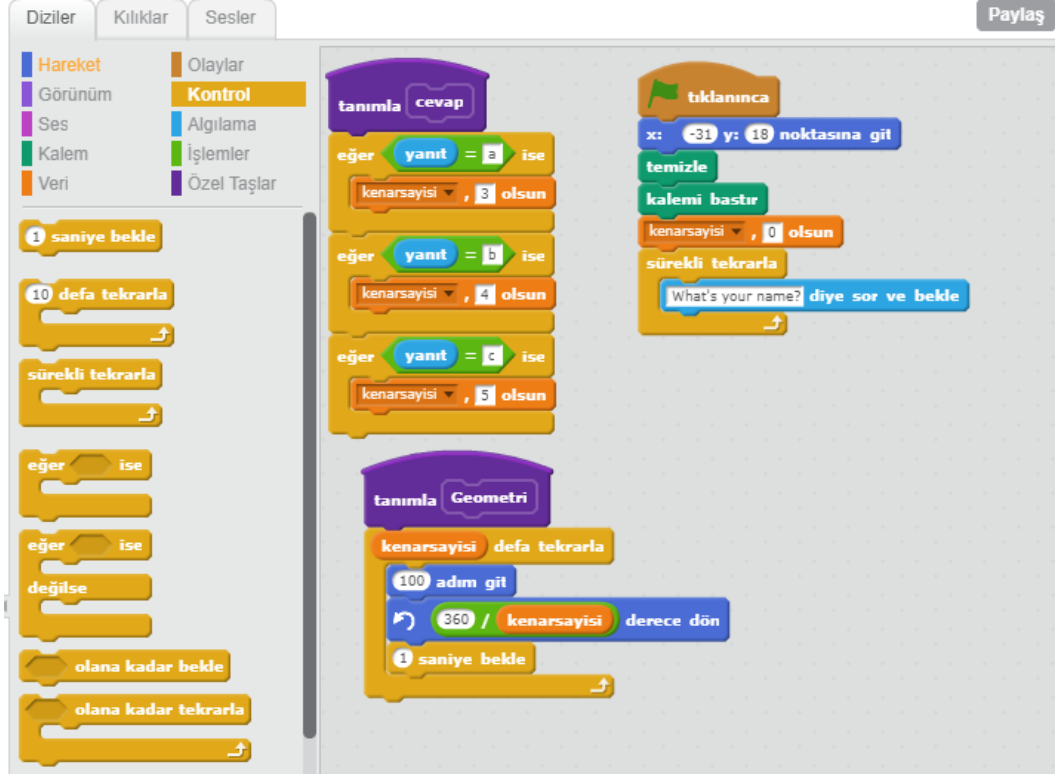 Diziler Kılıklar Sesler Paylaş
Hareket Olaylar
Görünüm Kontrol
Ses Algılama
Kalem İşlemler
Veri Özel Taşlar
1 saniye bekle
10 defa tekrarla
sürekli tekrarla
eğer ise
eğer ise
değilse
olana kadar bekle
olana kadar tekrarla
tanımla cevap
eğer yanıt = a ise
kenarsayisi , 3 olsun
eğer yanıt = b ise
kenarsayisi , 4 olsun
eğer yanıt = c ise
kenarsayisi , 5 olsun
tanımla Geometri
kenarsayisi defa tekrarla
100 adım git
360 / kenarsayisi derece dön
1 saniye bekle
tıklanınca
x: -31 y: 18 noktasına git
temizle
kalemi bastır
kenarsayisi , 0 olsun
sürekli tekrarla
What's your name? diye sor ve bekle